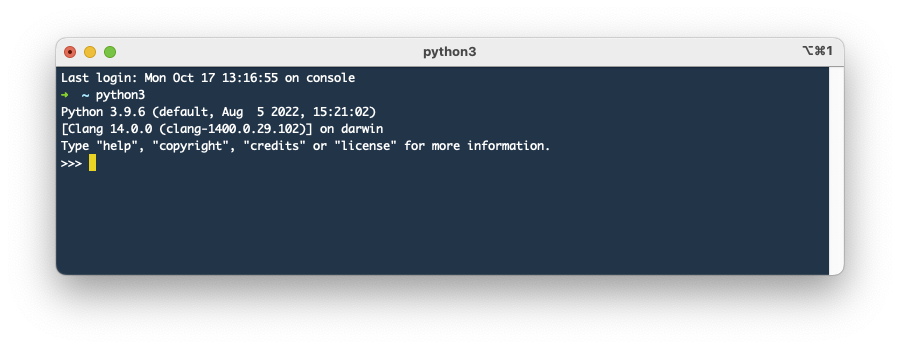 python3
⌥⌘1
Last login: Mon Oct 17 13:16:55 on console
➜  ~ python3
Python 3.9.6 (default, Aug  5 2022, 15:21:02)
[Clang 14.0.0 (clang-1400.0.29.102)] on darwin
Type "help", "copyright", "credits" or "license" for more information.
>>>